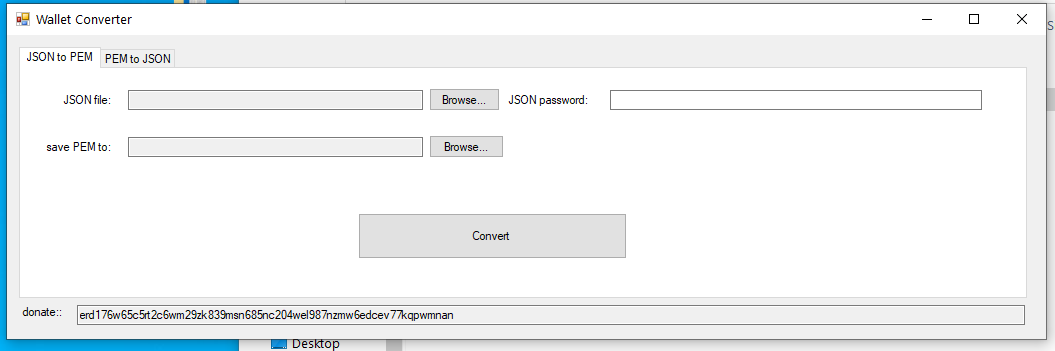 Wallet Converter
JSON to PEM PEM to JSON
JSON file: Browse... JSON password:
save PEM to: Browse...
Convert
donate:: erd176w65c5rt2c6wm29zk839msn685nc204wel987nzmw6edcev77kqpwmnan
Desktop